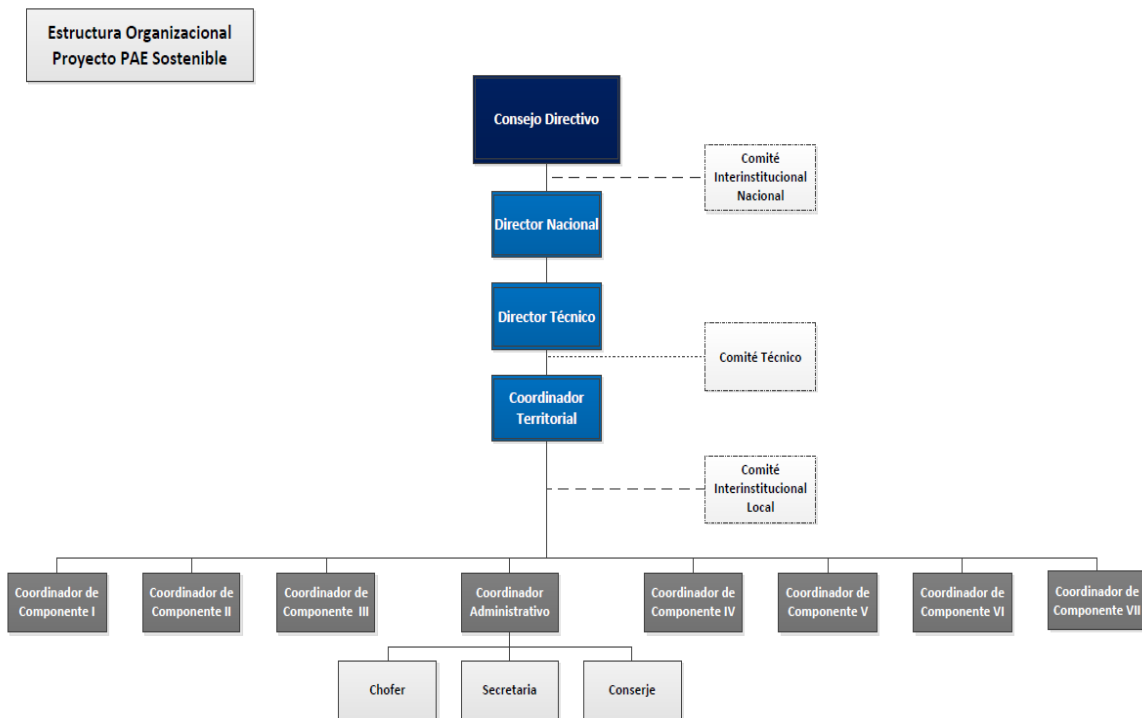 Estructura Organizacional
Proyecto PAE Sostenible
Consejo Directivo
Comité
Interinstitucional
Nacional
Director Nacional
Director Técnico
Comité Técnico
Coordinador
Territorial
Comité
Interinstitucional
Local
Coordinador de
Componente I
Coordinador de
Componente II
Coordinador de
Componente III
Coordinador
Administrativo
Coordinador de
Componente IV
Coordinador de
Componente V
Coordinador de
Componente VI
Coordinador de
Componente VII
Chofer
Secretaria
Conserje